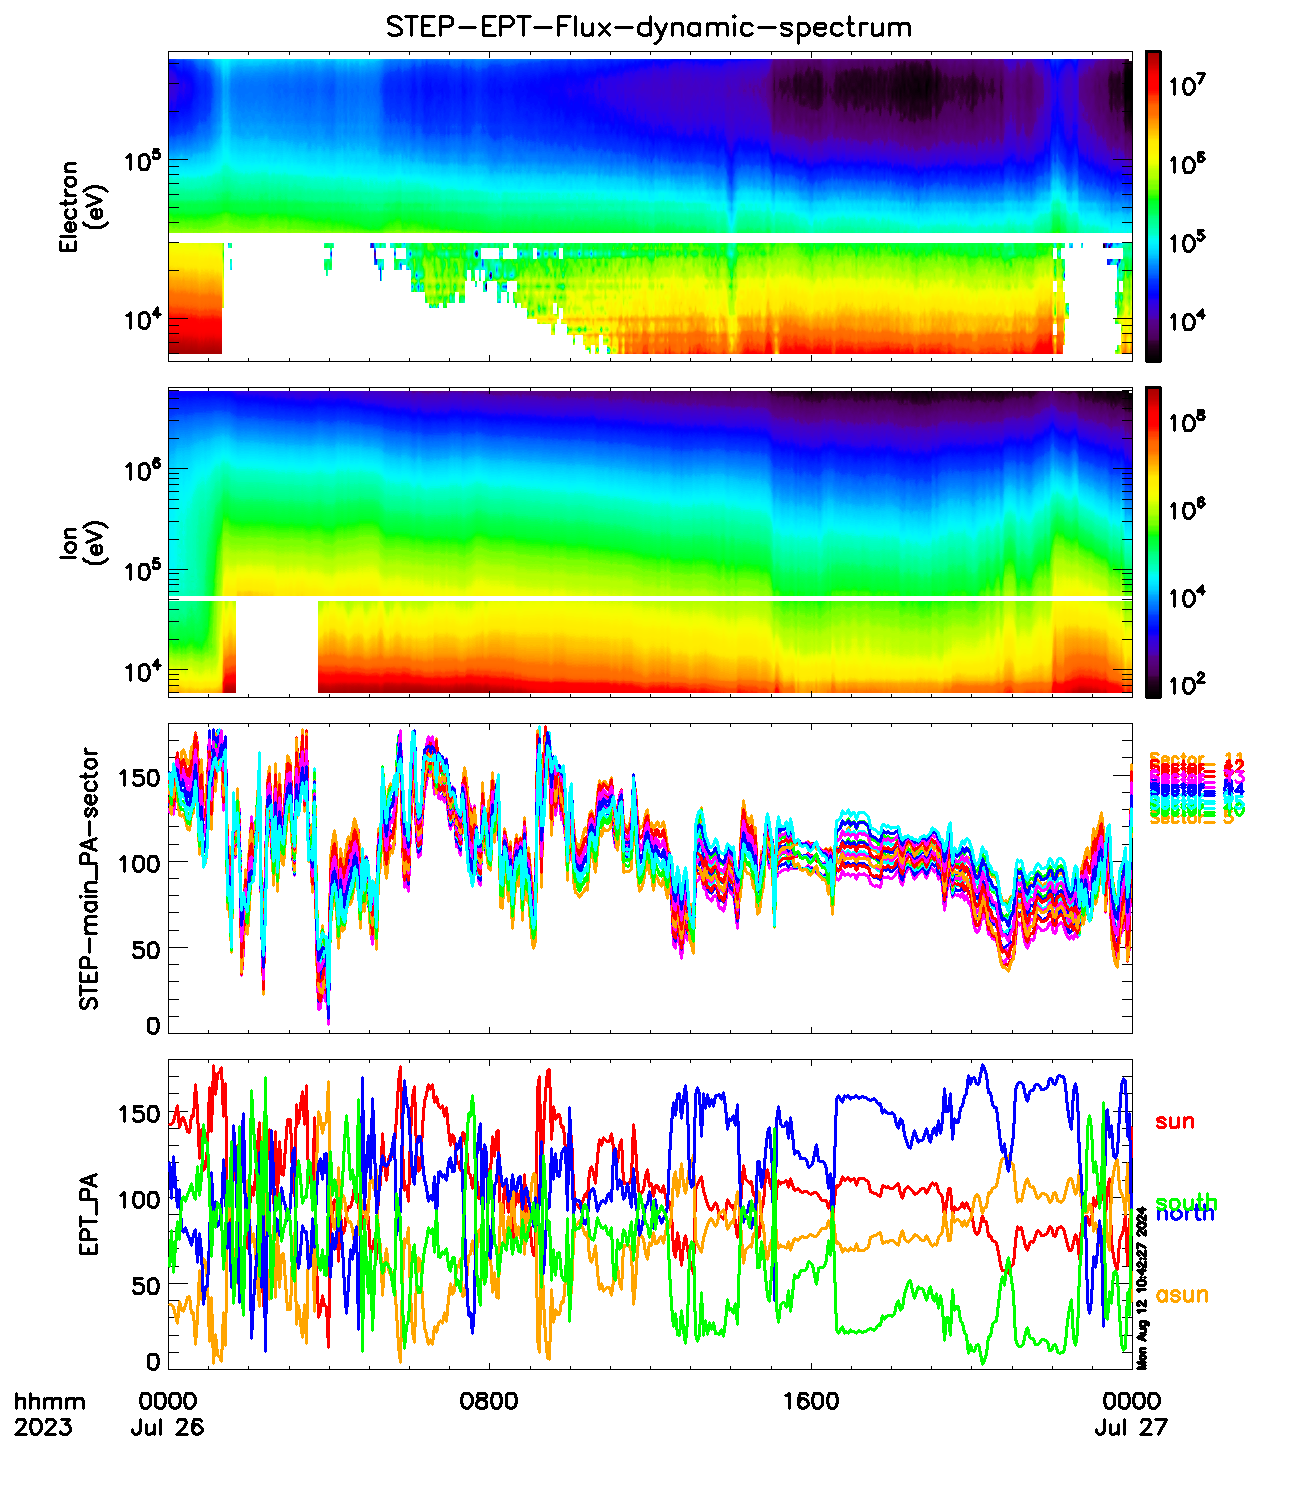 STEP-EPT-Flux-dynamic-spectrum
Electron
(eV)
10^5
10^4
10^7
10^6
10^5
10^4
Ion
(eV)
10^6
10^5
10^4
10^8
10^6
10^4
10^2
STEP-main_PA-sector
150
100
50
0
Sector_ 11
Sector_ 5
EPT_PA
150
100
50
0
sun
south
north
asun
Mon Aug 12 10:42:27 2024
hhmm 0000 0800 1600 0000
2023 Jul 26 Jul 27